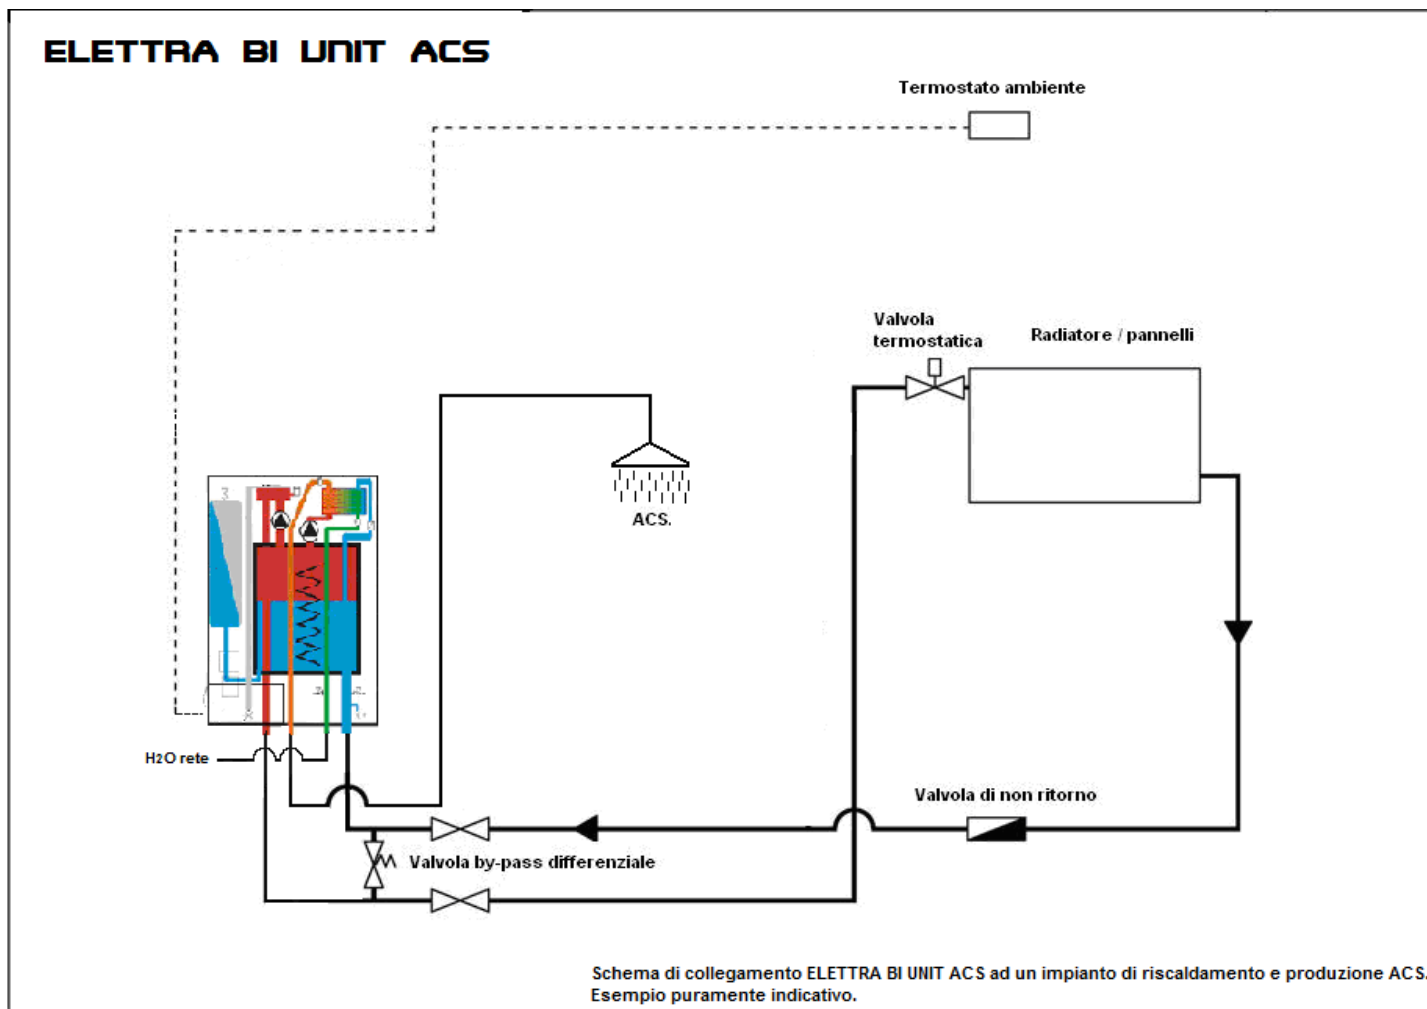 ELETTRA BI UNIT ACS
Termostato ambiente
Valvola
termostatica
Radiatore / pannelli
ACS.
H2O rete
Valvola di non ritorno
Valvola by-pass differenziale
Schema di collegamento ELETTRA BI UNIT ACS ad un impianto di riscaldamento e produzione ACS.
Esempio puramente indicativo.